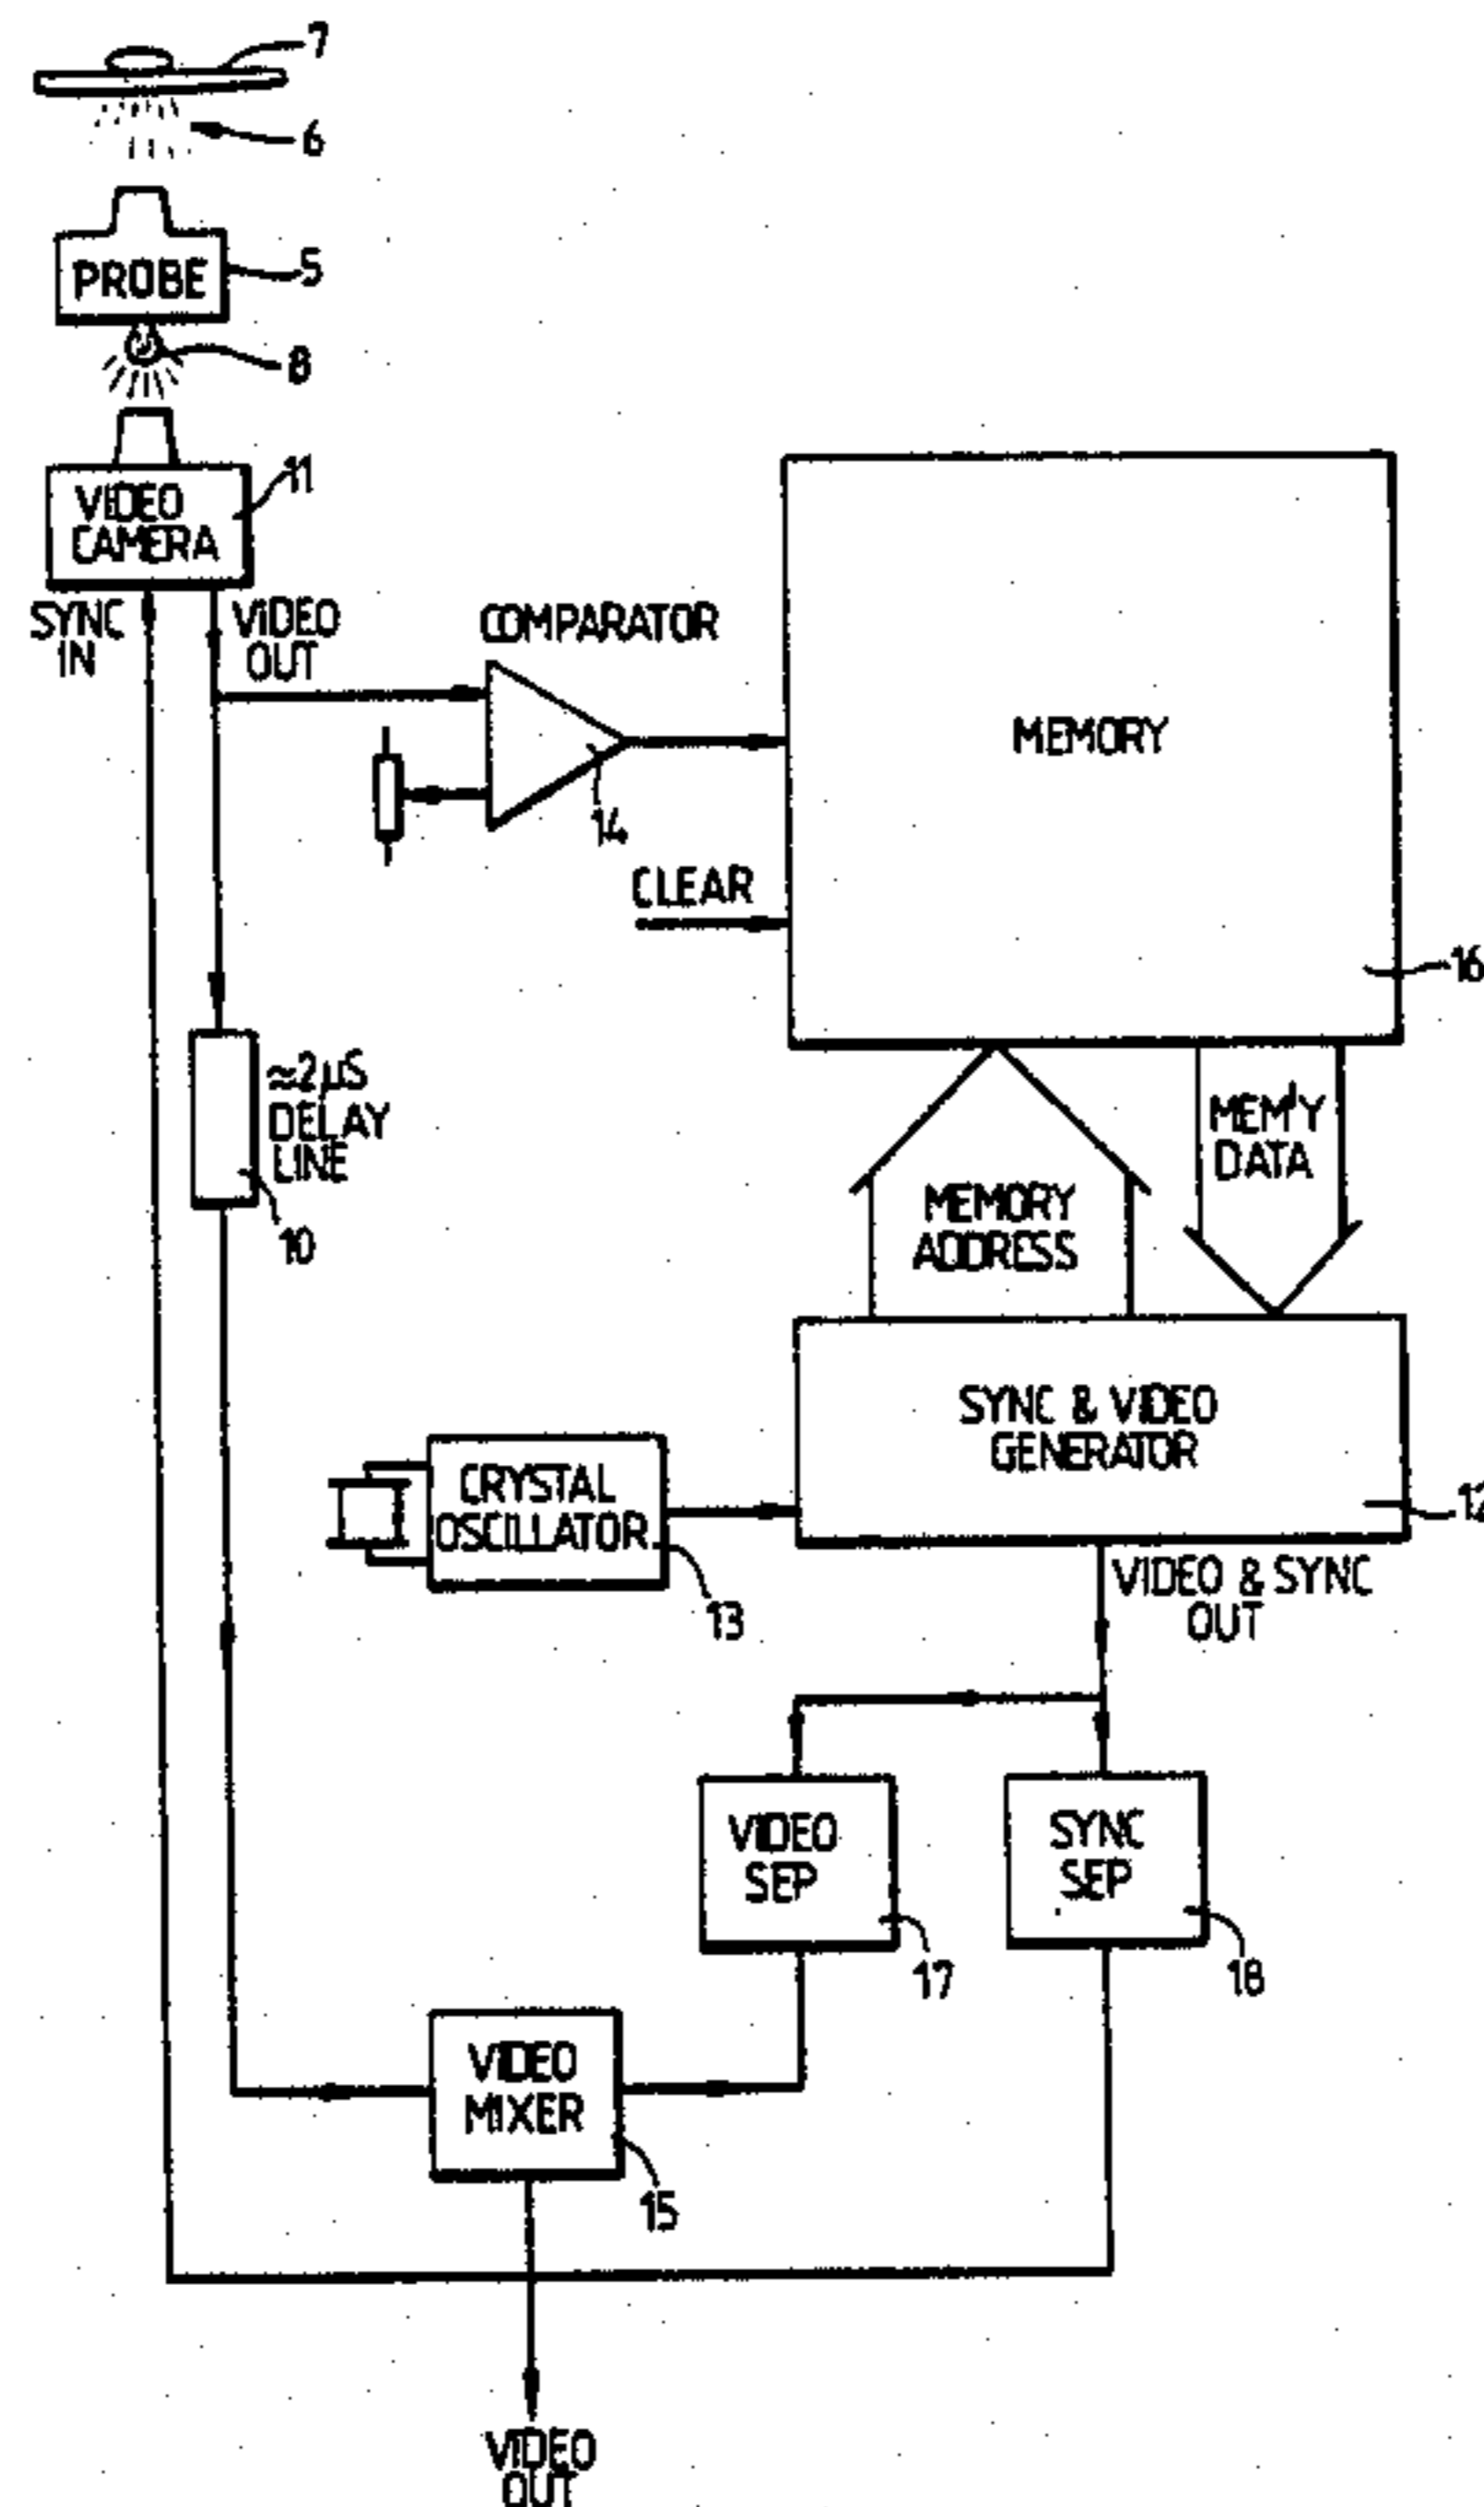 7
6
PROBE
5
8
11
VIDEO
CAMERA
SYNC
IN
VIDEO
OUT
COMPARATOR
14
MEMORY
CLEAR
16
≈2µS
DELAY
LINE
10
MEMORY
ADDRESS
MEM'Y
DATA
SYNC & VIDEO
GENERATOR
12
CRYSTAL
OSCILLATOR.
13
VIDEO & SYNC
OUT
VIDEO
SEP
17
SYNC
SEP
18
VIDEO
MIXER
15
VIDEO
OUT